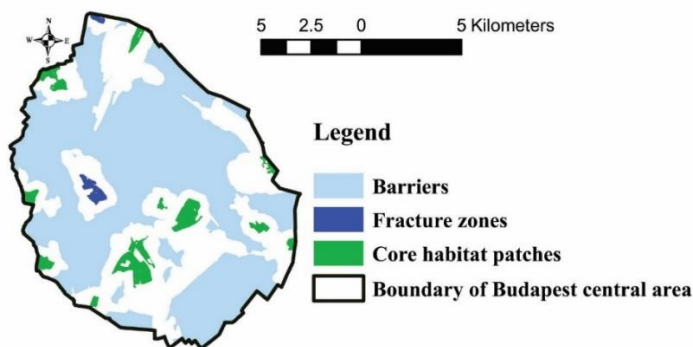 N
W E
S
5 2.5 0 5 Kilometers
Legend
Barriers
Fracture zones
Core habitat patches
Boundary of Budapest central area